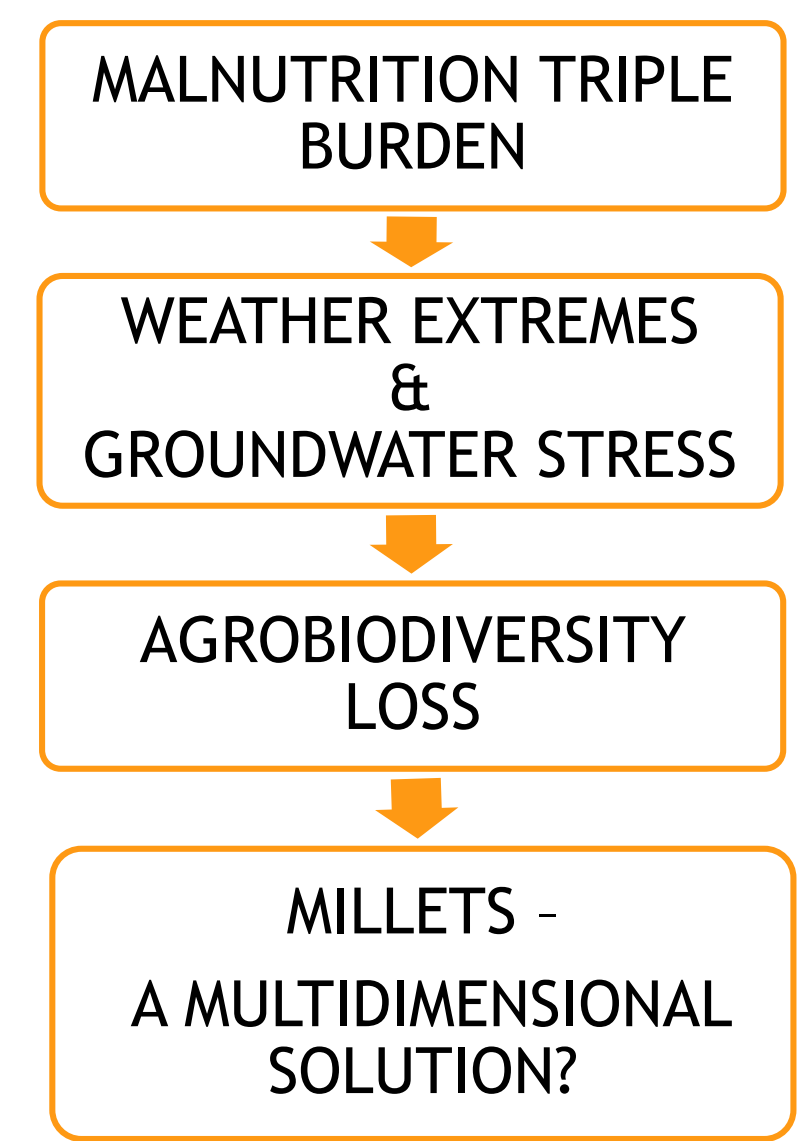 MALNUTRITION TRIPLE
BURDEN
WEATHER EXTREMES
&
GROUNDWATER STRESS
AGROBIODIVERSITY
LOSS
MILLETS –
A MULTIDIMENSIONAL
SOLUTION?